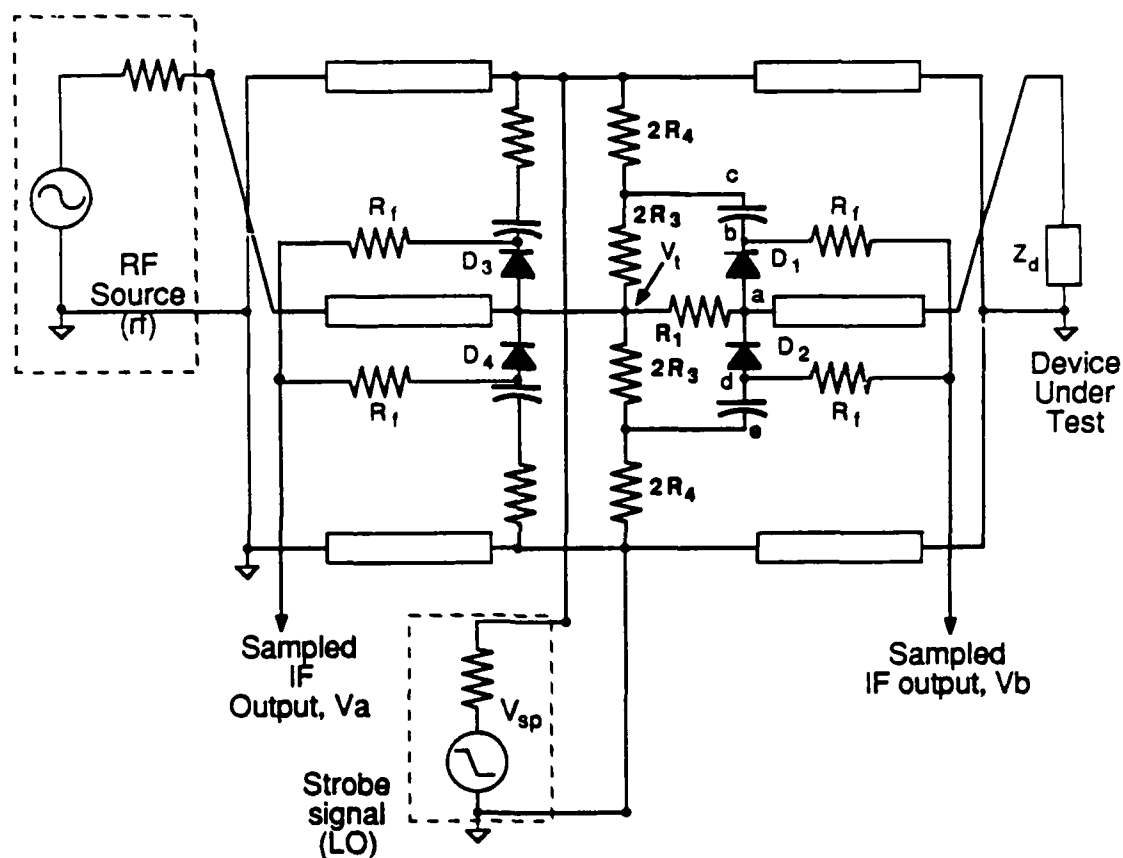 2R4
c
Rf
2R3
b
Rf
D3
Vt
D1
Zd
RF
Source
(rf)
a
R1
D4
D2
Device
Under
Test
2R3
d
Rf
Rf
e
2R4
Sampled
IF
Output, Va
Sampled
IF output, Vb
Vsp
Strobe
signal
(LO)